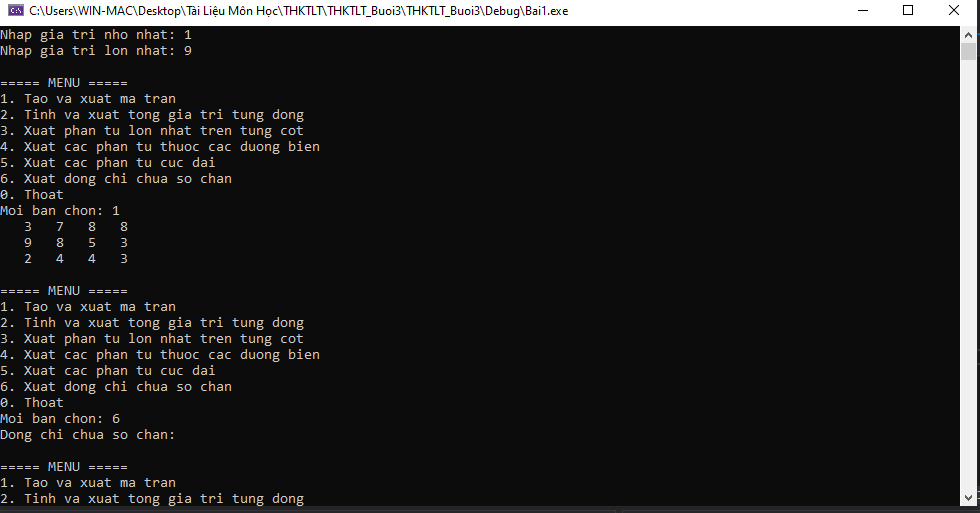 C:\Users\WIN-MAC\Desktop\Tài Liệu Môn Học\THKTLT\THKTLT_Buoi3\THKTLT_Buoi3\Debug\Bai1.exe
Nhap gia tri nho nhat: 1
Nhap gia tri lon nhat: 9
===== MENU =====
1. Tao va xuat ma tran
2. Tinh va xuat tong gia tri tung dong
3. Xuat phan tu lon nhat tren tung cot
4. Xuat cac phan tu thuoc cac duong bien
5. Xuat cac phan tu cuc dai
6. Xuat dong chi chua so chan
0. Thoat
Moi ban chon: 1
3 7 8 8
9 8 5 3
2 4 4 3
===== MENU =====
1. Tao va xuat ma tran
2. Tinh va xuat tong gia tri tung dong
3. Xuat phan tu lon nhat tren tung cot
4. Xuat cac phan tu thuoc cac duong bien
5. Xuat cac phan tu cuc dai
6. Xuat dong chi chua so chan
0. Thoat
Moi ban chon: 6
Dong chi chua so chan:
===== MENU =====
1. Tao va xuat ma tran
2. Tinh va xuat tong gia tri tung dong